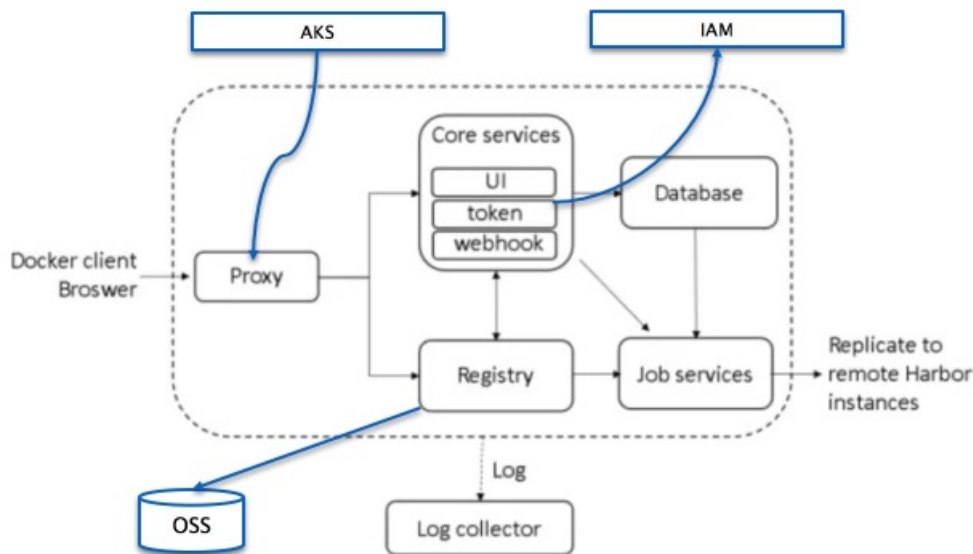 AKS
IAM
Core services
UI
token
webhook
Database
Docker client
Broswer
Proxy
Registry
Job services
Replicate to
remote Harbor
instances
Log
OSS
Log collector